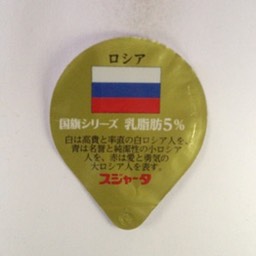 ロシア
国旗シリーズ 乳脂肪5%
白は高貴と率直の白ロシア人を、
青は名誉と純潔性の小ロシア
人を、赤は愛と勇気の
大ロシア人を表す。
スジャータ